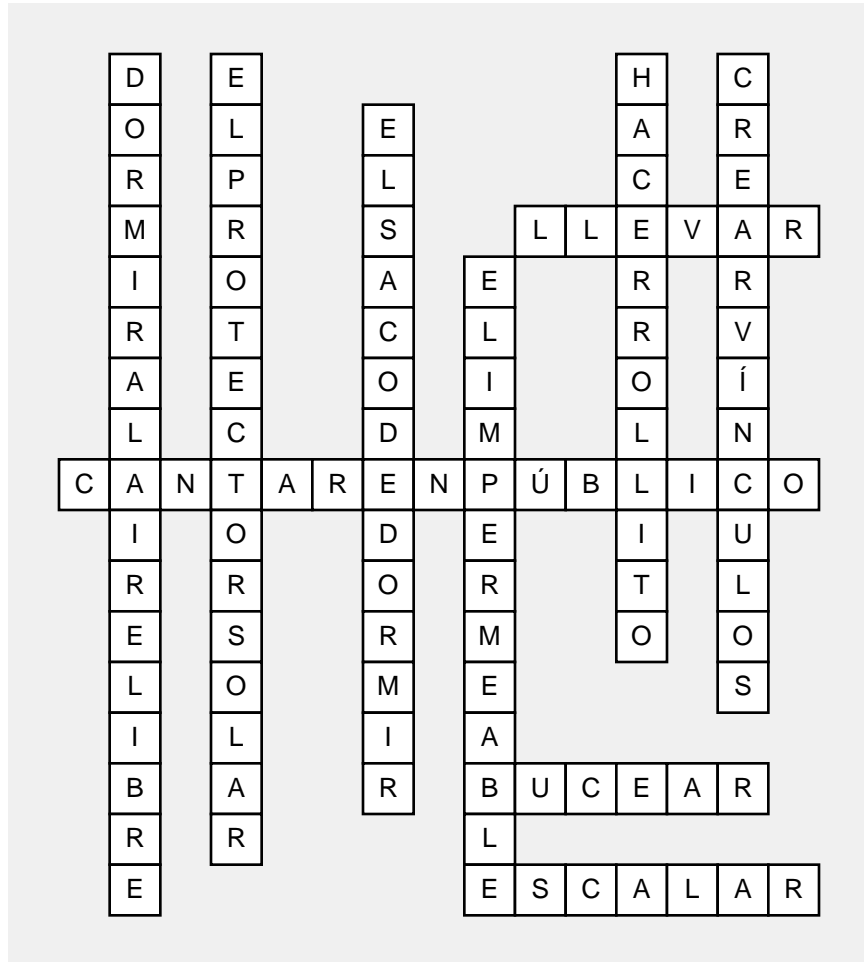 DORMIRALAIRELIBRE
ELPROTECTORSOLAR
ELSACODEDORMIR
ELIMPERMEABLE
HACERROLLITO
CREARVÍNCULOS
LLEVAR
CANTARENPÚBLICO
BUCEAR
ESCALAR